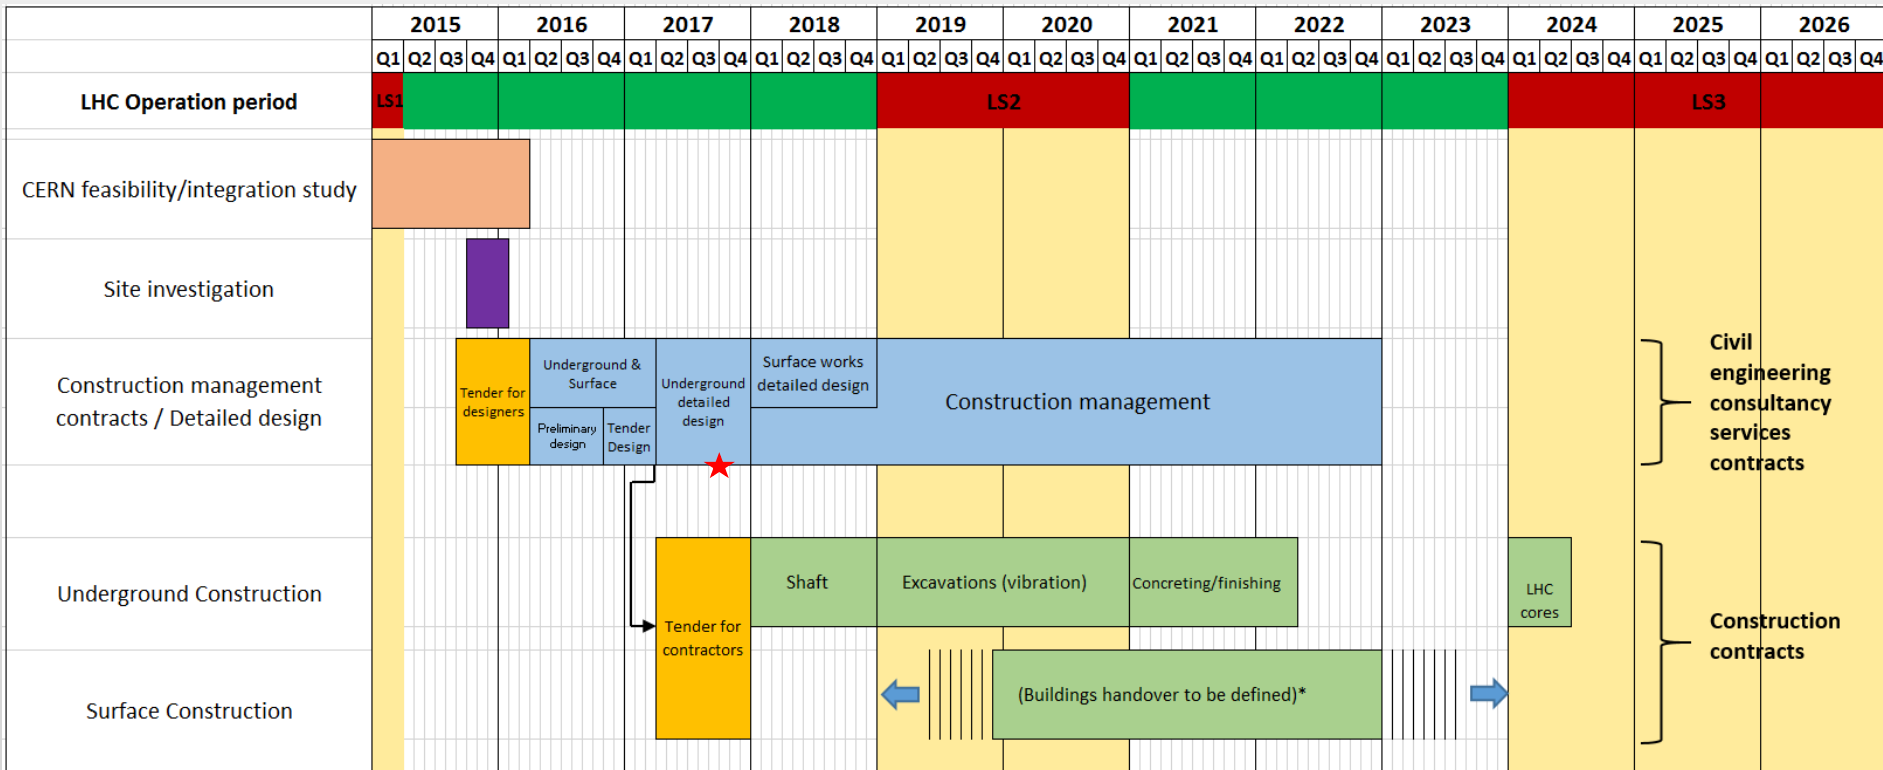 2015 2016 2017 2018 2019 2020 2021 2022 2023 2024 2025 2026
Q1 Q2 Q3 Q4 Q1 Q2 Q3 Q4 Q1 Q2 Q3 Q4 Q1 Q2 Q3 Q4 Q1 Q2 Q3 Q4 Q1 Q2 Q3 Q4 Q1 Q2 Q3 Q4 Q1 Q2 Q3 Q4 Q1 Q2 Q3 Q4 Q1 Q2 Q3 Q4 Q1 Q2 Q3 Q4 Q1 Q2 Q3 Q4
LHC Operation period
LS1
LS2
LS3
CERN feasibility/integration study
Site investigation
Construction management
contracts / Detailed design
Tender for
designers
Underground &
Surface
Preliminary
design
Tender
Design
Underground
detailed
design
Surface works
detailed design
Construction management
Civil
engineering
consultancy
services
contracts
Underground Construction
Tender for
contractors
Shaft
Excavations (vibration)
Concreting/finishing
LHC
cores
Construction
contracts
Surface Construction
(Buildings handover to be defined)*